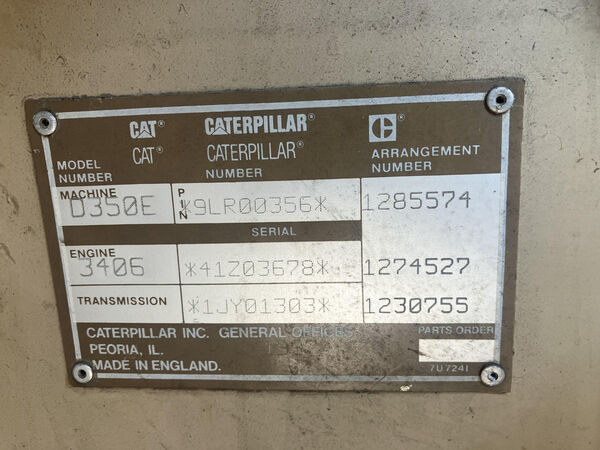 CAT® CATERPILLAR®
CAT® CATERPILLAR®
MODEL NUMBER NUMBER ARRANGEMENT NUMBER
MACHINE D350E PIN *9LR00356* 1285574
SERIAL
ENGINE 3406 *41Z03678* 1274527
TRANSMISSION *1JY01303* 1230755
CATERPILLAR INC. GENERAL OFFICES PARTS ORDER
PEORIA, IL.
MADE IN ENGLAND. 7U7241